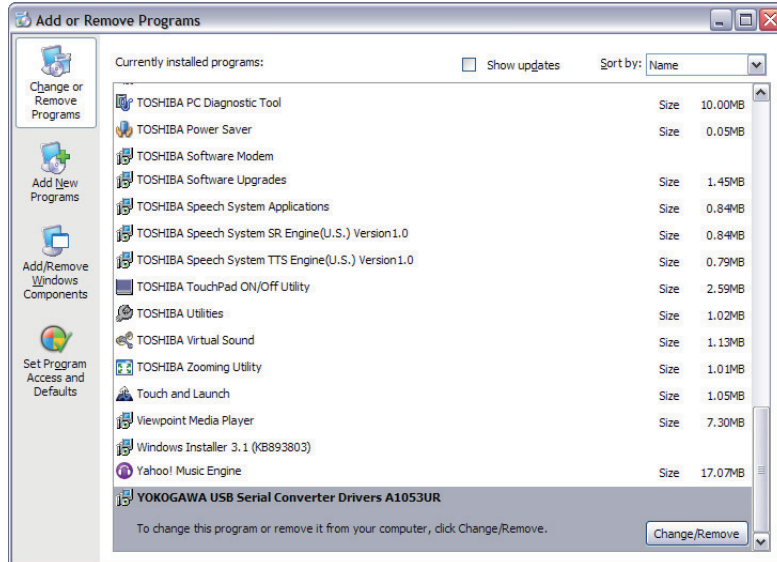 Add or Remove Programs
Change or
Remove
Programs
Add New
Programs
Add/Remove
Windows
Components
Set Program
Access and
Defaults
Currently installed programs:
Show updates
Sort by: Name
TOSHIBA PC Diagnostic Tool Size 10.00MB
TOSHIBA Power Saver Size 0.05MB
TOSHIBA Software Modem
TOSHIBA Software Upgrades Size 1.45MB
TOSHIBA Speech System Applications Size 0.84MB
TOSHIBA Speech System SR Engine(U.S.) Version1.0 Size 0.84MB
TOSHIBA Speech System TTS Engine(U.S.) Version1.0 Size 0.79MB
TOSHIBA TouchPad ON/Off Utility Size 2.59MB
TOSHIBA Utilities Size 1.02MB
TOSHIBA Virtual Sound Size 1.13MB
TOSHIBA Zooming Utility Size 1.01MB
Touch and Launch Size 1.05MB
Viewpoint Media Player Size 7.30MB
Windows Installer 3.1 (KB893803)
Yahoo! Music Engine Size 17.07MB
YOKOGAWA USB Serial Converter Drivers A1053UR
To change this program or remove it from your computer, click Change/Remove.
Change/Remove